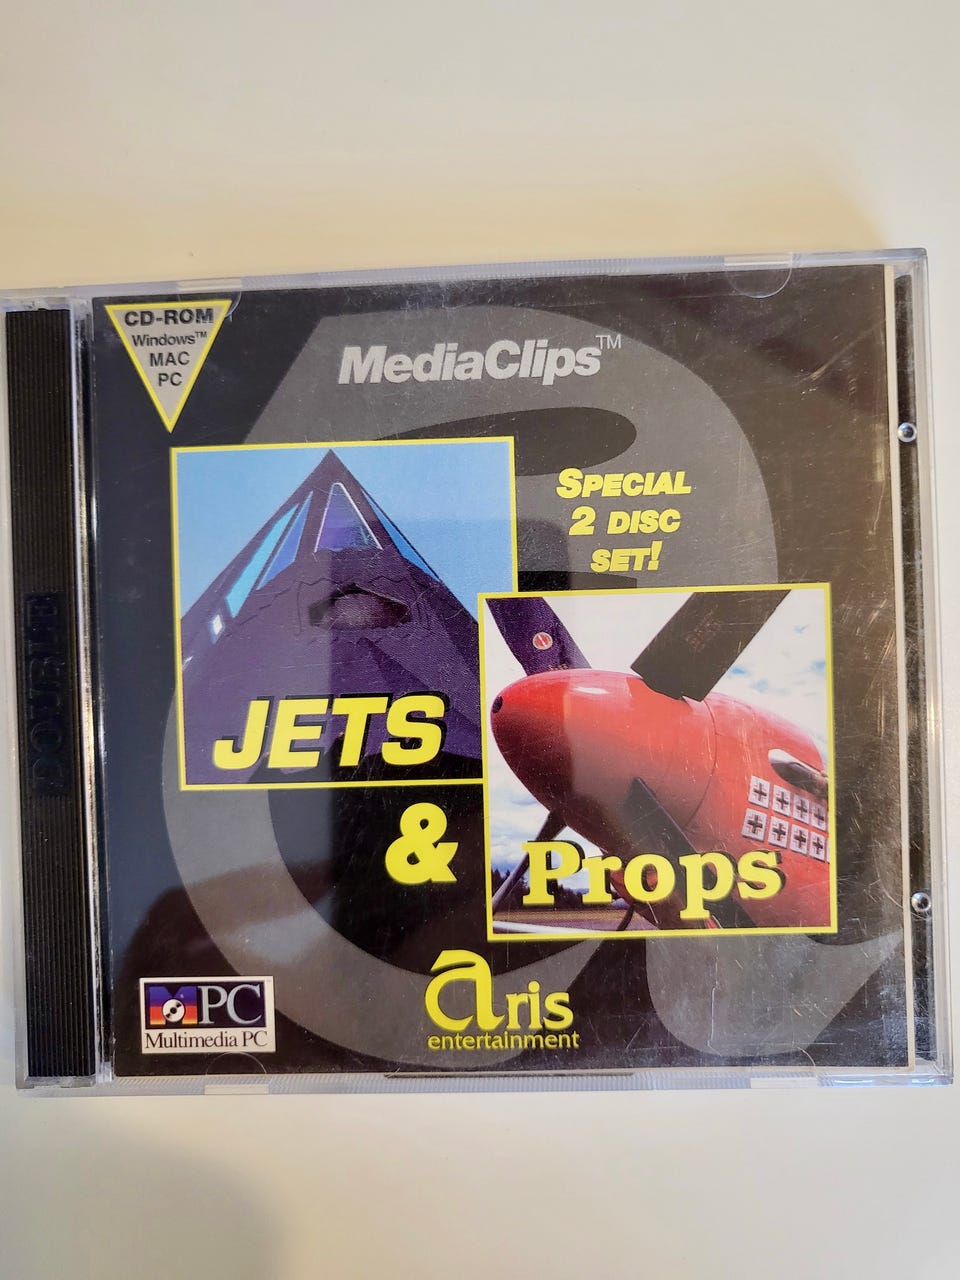 CD-ROM
Windows™
MAC
PC
MediaClips™
SPECIAL
2 DISC
SET!
JETS
&
Props
DOUBLE
MPC
Multimedia PC
aris
entertainment